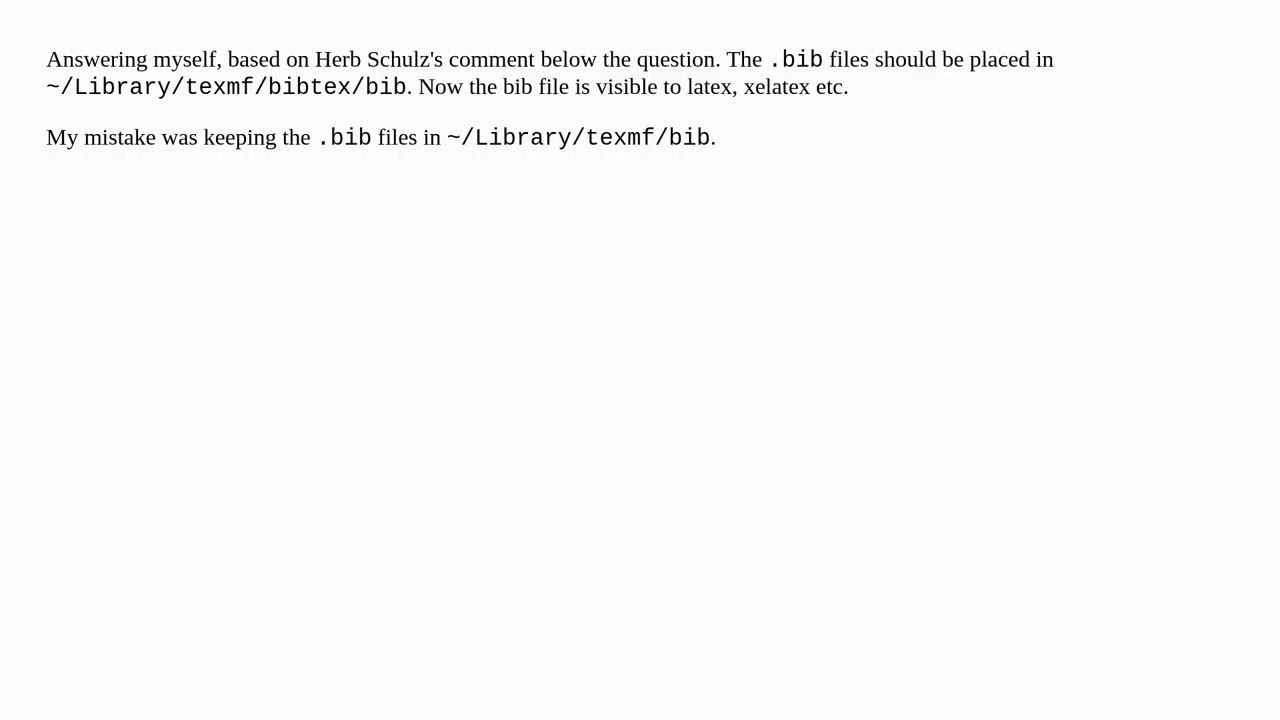 Answering myself, based on Herb Schulz's comment below the question. The .bib files should be placed in
~/Library/texmf/bibtex/bib. Now the bib file is visible to latex, xelatex etc.
My mistake was keeping the .bib files in ~/Library/texmf/bib.